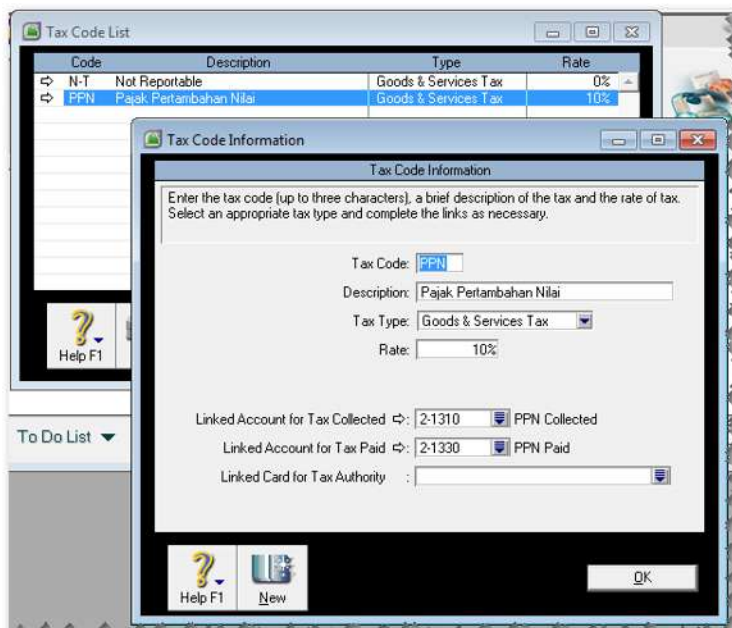 Tax Code List
Code Description Type Rate
N-T Not Reportable Goods & Services Tax 0%
PPN Pajak Pertambahan Nilai Goods & Services Tax 10%
Tax Code Information
Tax Code Information
Enter the tax code (up to three characters), a brief description of the tax and the rate of tax.
Select an appropriate tax type and complete the links as necessary.
Tax Code: PPN
Description: Pajak Pertambahan Nilai
Tax Type: Goods & Services Tax
Rate: 10%
Linked Account for Tax Collected ⇨: 2-1310 PPN Collected
Linked Account for Tax Paid ⇨: 2-1330 PPN Paid
Linked Card for Tax Authority :
Help F1
To Do List
Help F1
New
OK